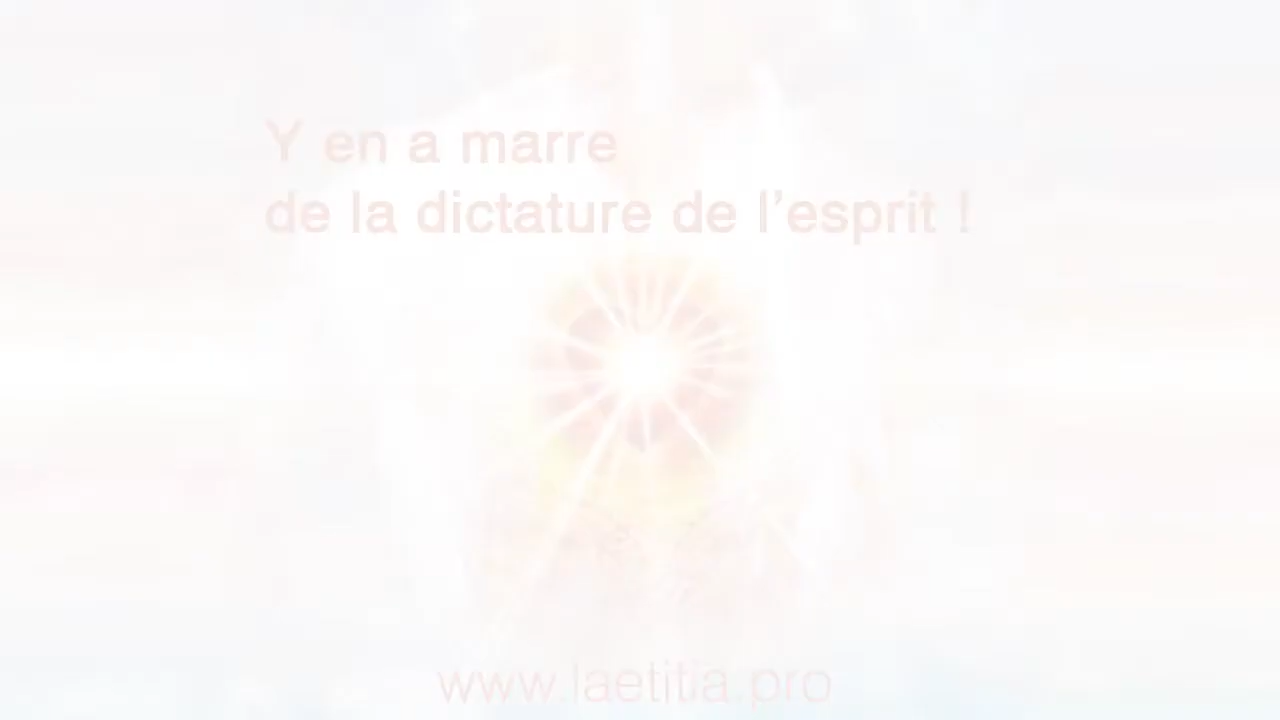 Y en a marre
de la dictature de l’esprit !
www.laetitia.pro